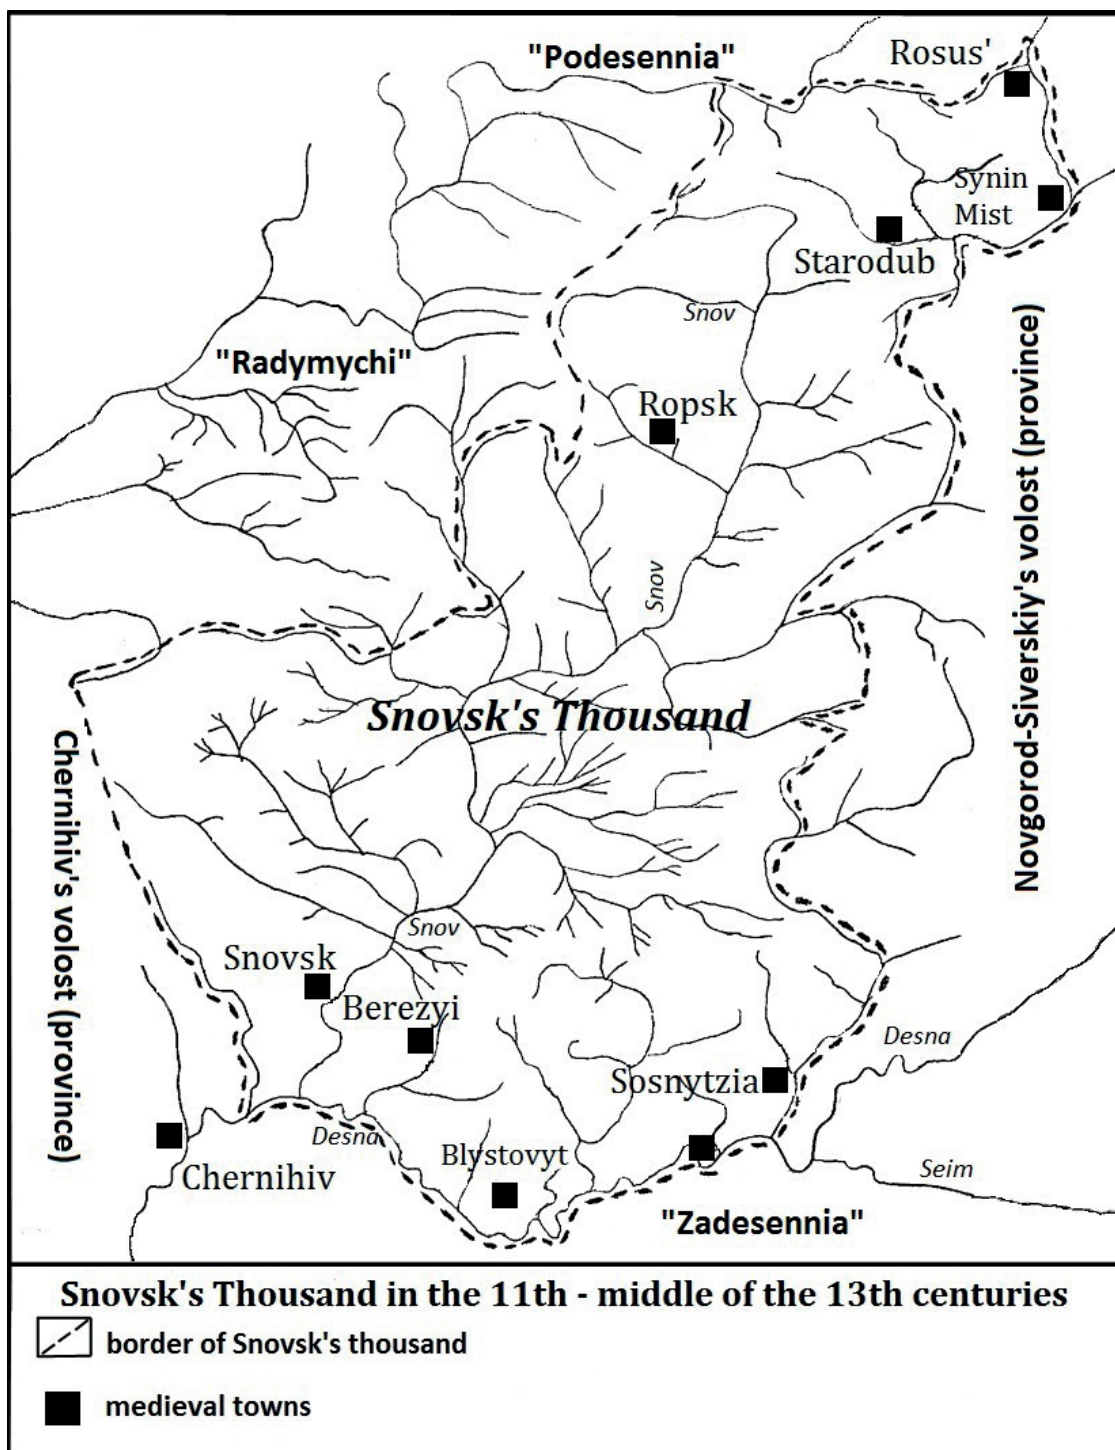 "Podesennia"
Rosus'
Synin
Mist
Starodub
Snov
"Radymychi"
Ropsk
Novgorod-Siverskiy's volost (province)
Snov
Snovsk's Thousand
Chernihiv's volost (province)
Snov
Snovsk
Berezyi
Desna
Sosnytzia
Desna
Blystovyt
Chernihiv
Seim
"Zadesennia"
Snovsk's Thousand in the 11th - middle of the 13th centuries
border of Snovsk's thousand
medieval towns